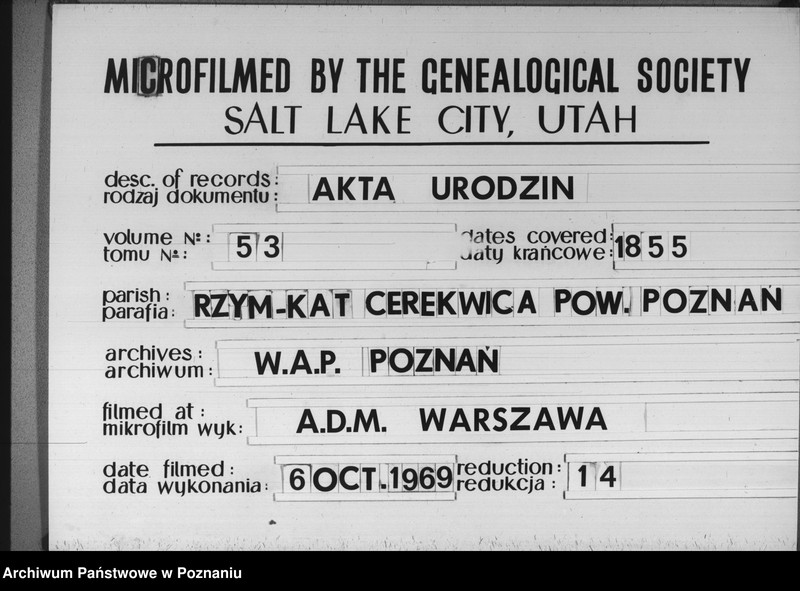 MICROFILMED BY THE GENEALOGICAL SOCIETY
SALT LAKE CITY, UTAH
desc. of records: AKTA URODZIN
rodzaj dokumentu:
volume №: 53 dates covered: 1855
tomu №: daty krańcowe:
parish: RZYM-KAT CEREKWICA POW. POZNAŃ
parafia:
archives: W.A.P. POZNAŃ
archiwum:
filmed at: A.D.M. WARSZAWA
mikrofilm wyk:
date filmed: 6 OCT. 1969 reduction: 14
data wykonania: redukcja:
Archiwum Państwowe w Poznaniu